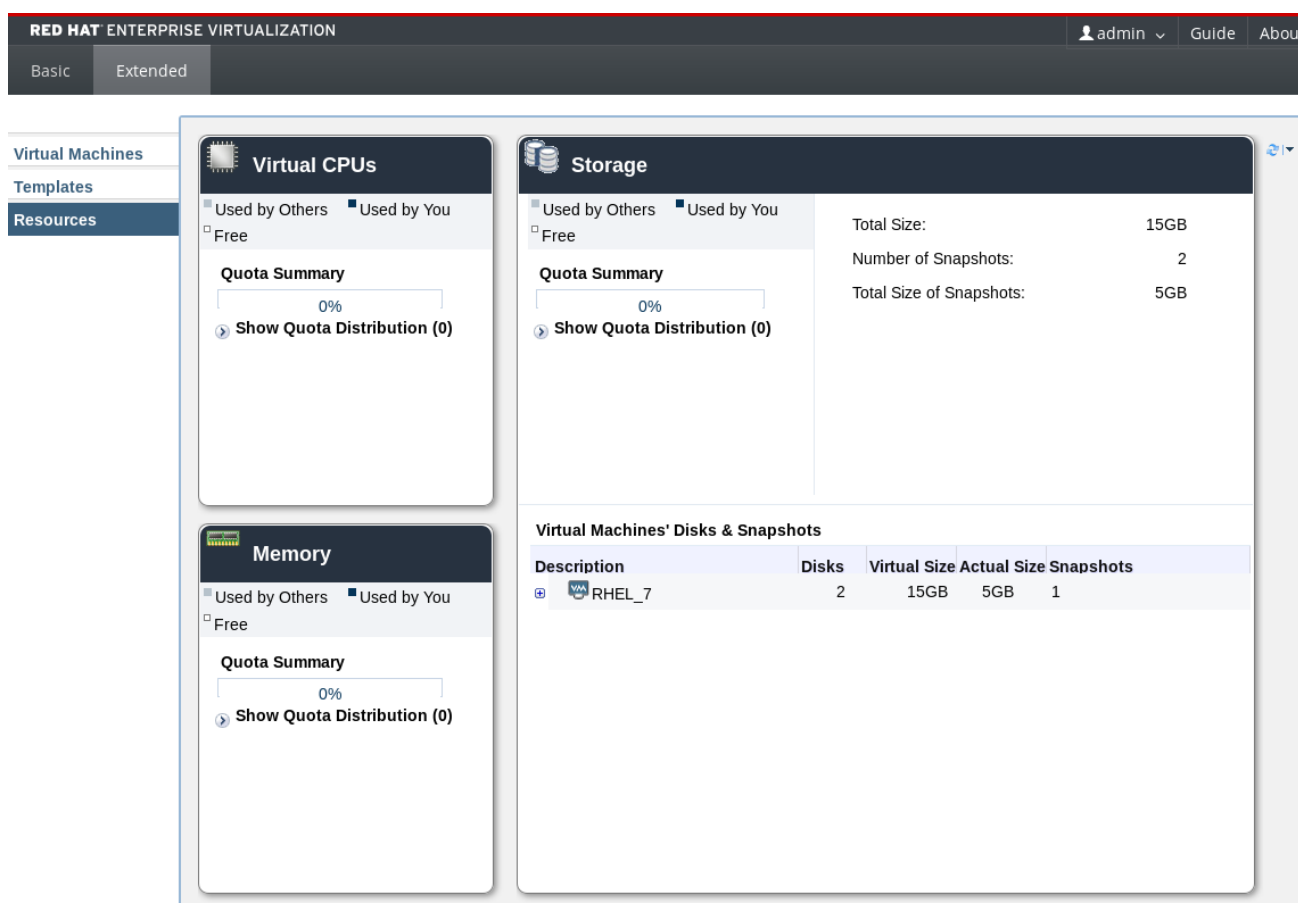 RED HAT ENTERPRISE VIRTUALIZATION
admin
Guide
Abou
Basic
Extended
Virtual Machines
Templates
Resources
Virtual CPUs
Used by Others
Used by You
Free
Quota Summary
0%
Show Quota Distribution (0)
Memory
Used by Others
Used by You
Free
Quota Summary
0%
Show Quota Distribution (0)
Storage
Used by Others
Used by You
Free
Quota Summary
0%
Show Quota Distribution (0)
Total Size: 15GB
Number of Snapshots: 2
Total Size of Snapshots: 5GB
Virtual Machines' Disks & Snapshots
Description Disks Virtual Size Actual Size Snapshots
RHEL_7 2 15GB 5GB 1